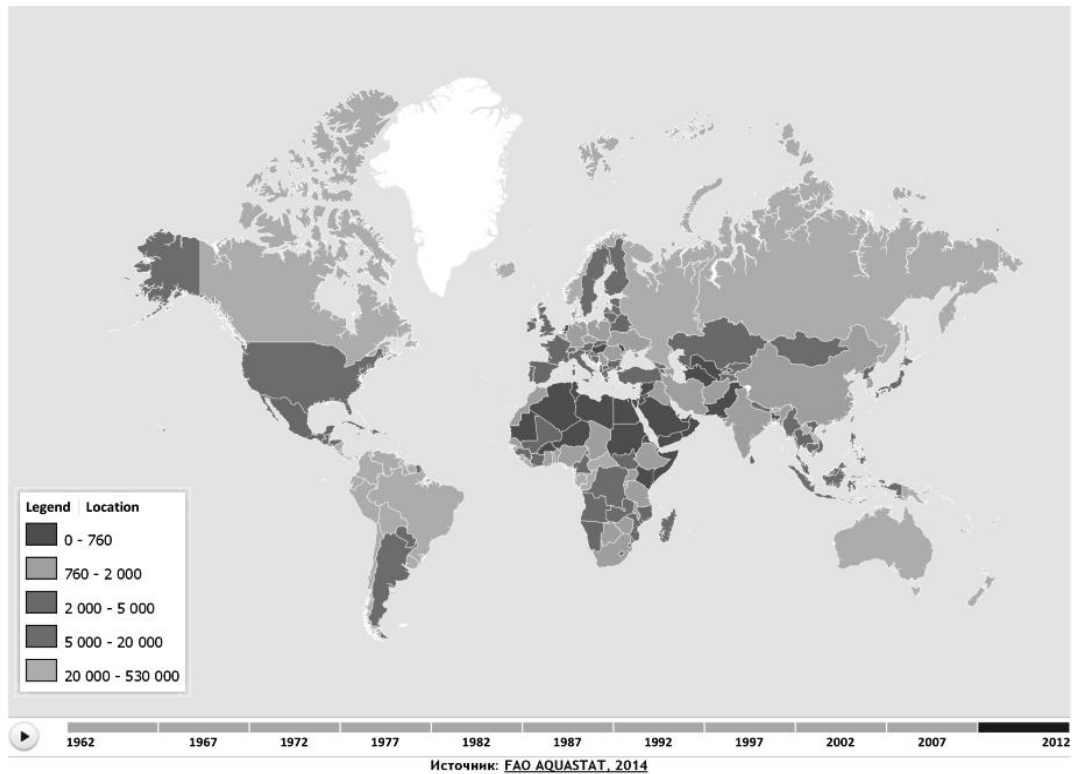 Legend Location
0 - 760
760 - 2 000
2 000 - 5 000
5 000 - 20 000
20 000 - 530 000
1962 1967 1972 1977 1982 1987 1992 1997 2002 2007 2012
Источник: FAO AQUASTAT, 2014